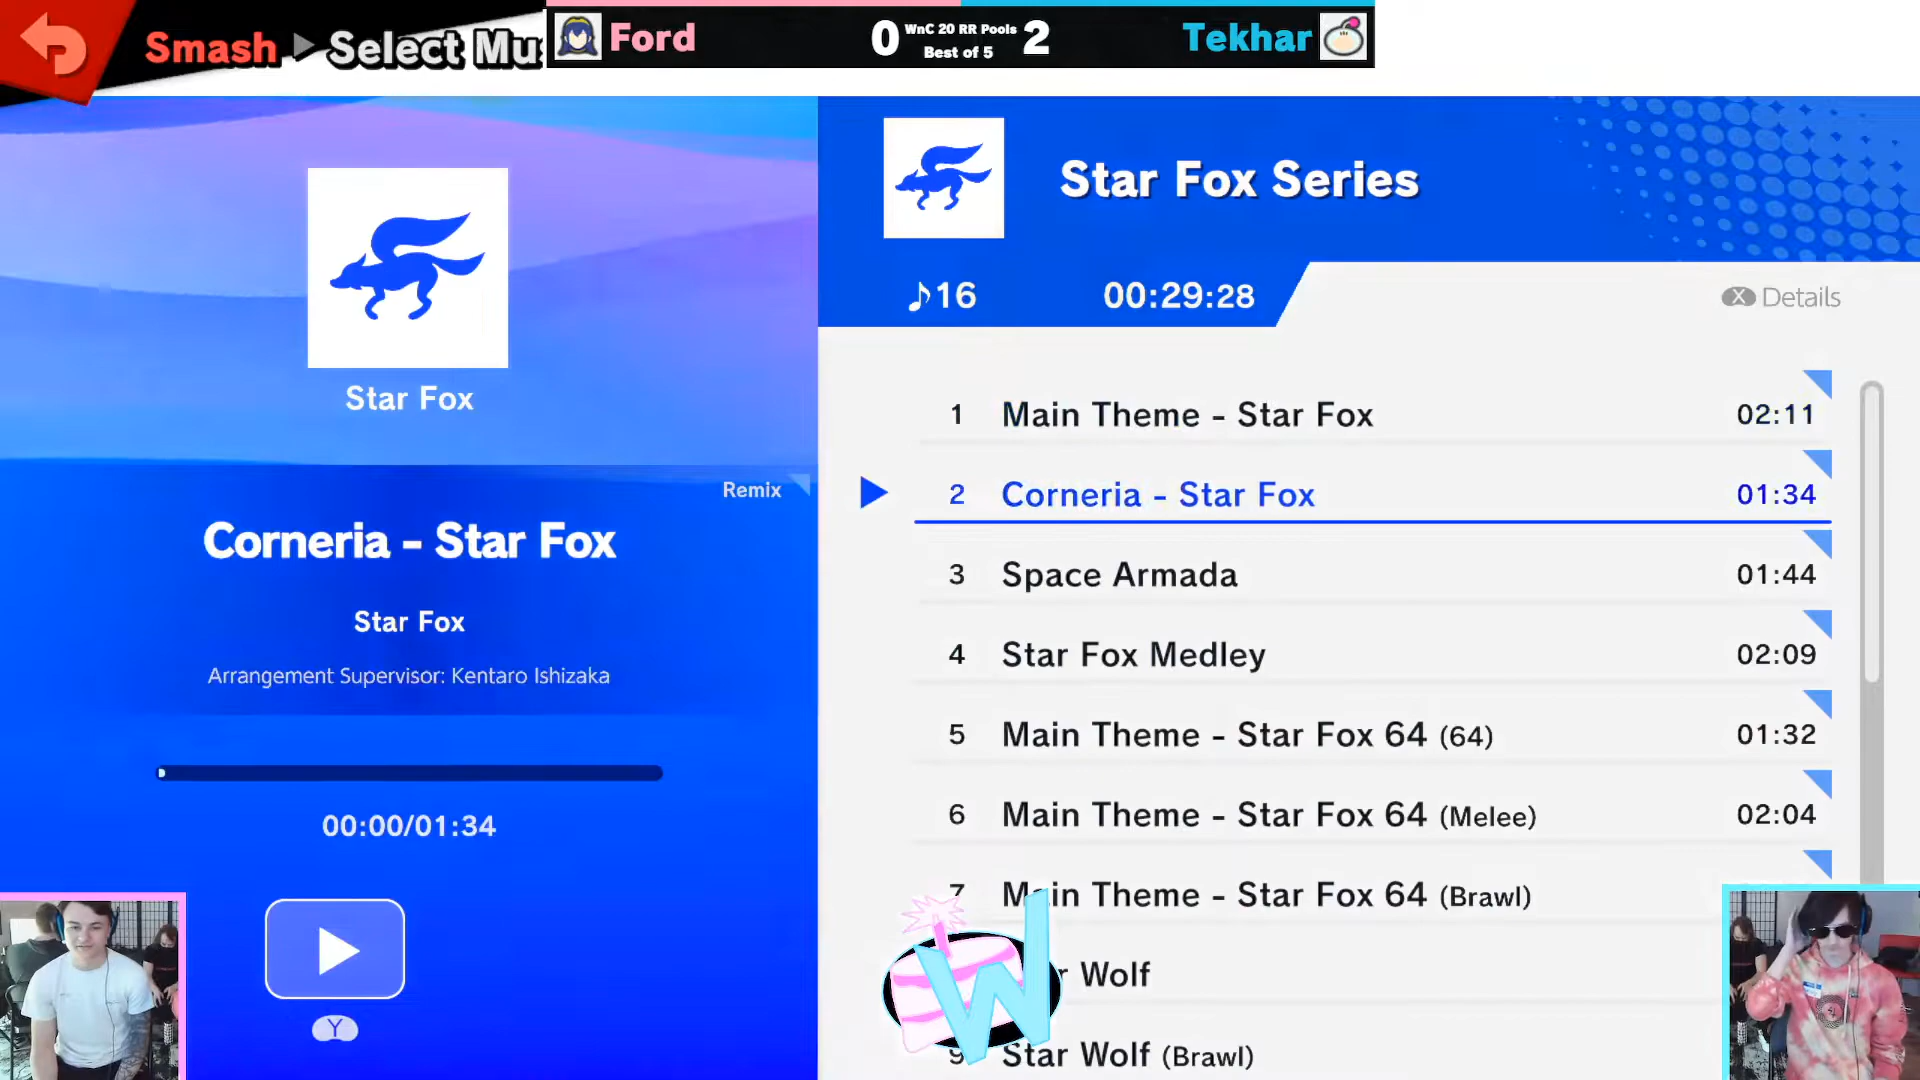 Smash ▶ Select Mu
Ford
0
WnC 20 RR Pools
Best of 5
2
Tekhar
Star Fox
Remix
Corneria - Star Fox
Star Fox
Arrangement Supervisor: Kentaro Ishizaka
00:00/01:34
Y
Star Fox Series
♪16
00:29:28
X Details
1 Main Theme - Star Fox 02:11
2 Corneria - Star Fox 01:34
3 Space Armada 01:44
4 Star Fox Medley 02:09
5 Main Theme - Star Fox 64 (64) 01:32
6 Main Theme - Star Fox 64 (Melee) 02:04
7 Main Theme - Star Fox 64 (Brawl)
r Wolf
9 Star Wolf (Brawl)
W